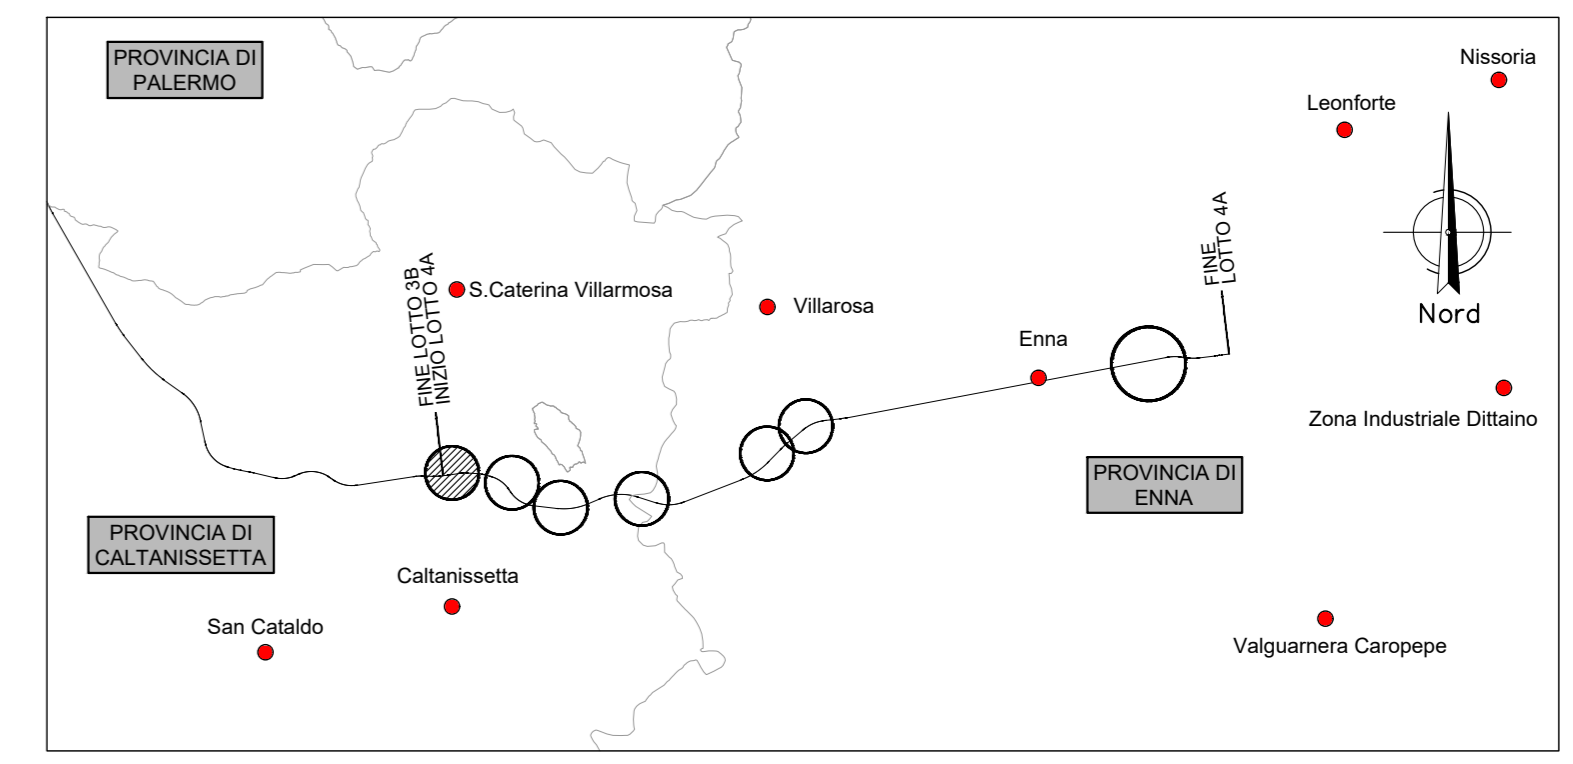 PROVINCIA DI
PALERMO
Nissoria
Leonforte
FINE
LOTTO 4A
FINE LOTTO 3B
INIZIO LOTTO 4A
S.Caterina Villarmosa
Villarosa
Nord
Enna
Zona Industriale Dittaino
PROVINCIA DI
ENNA
PROVINCIA DI
CALTANISSETTA
Caltanissetta
San Cataldo
Valguarnera Caropepe